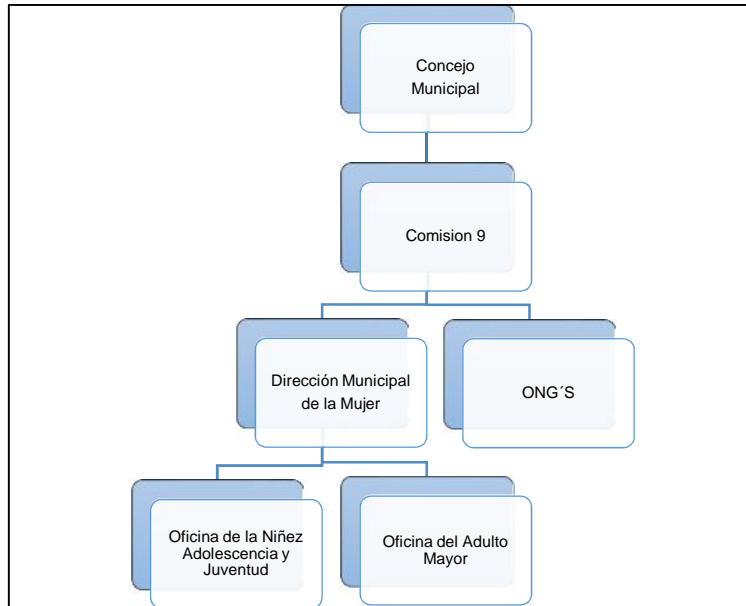 Concejo
Municipal
Comision 9
Dirección Municipal
de la Mujer
ONG´S
Oficina de la Niñez
Adolescencia y
Juventud
Oficina del Adulto
Mayor